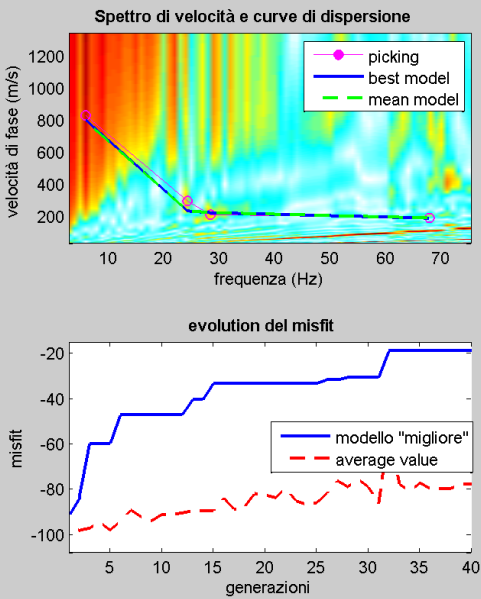 Spettro di velocità e curve di dispersione
1200
1000
800
600
400
200
velocità di fase (m/s)
picking
best model
mean model
10 20 30 40 50 60 70
frequenza (Hz)
evolution del misfit
-20
-40
-60
-80
-100
misfit
modello "migliore"
average value
5 10 15 20 25 30 35 40
generazioni